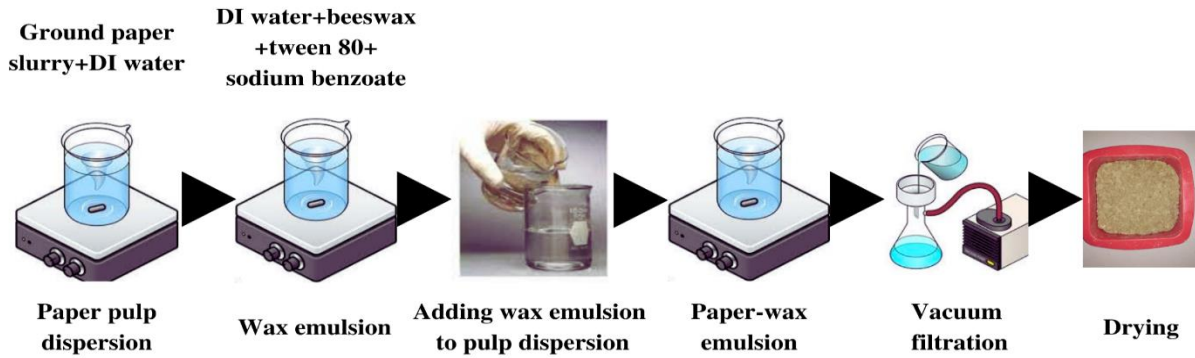 Ground paper
slurry+DI water
DI water+beeswax
+tween 80+
sodium benzoate
Paper pulp
dispersion
Wax emulsion
Adding wax emulsion
to pulp dispersion
Paper-wax
emulsion
Vacuum
filtration
Drying